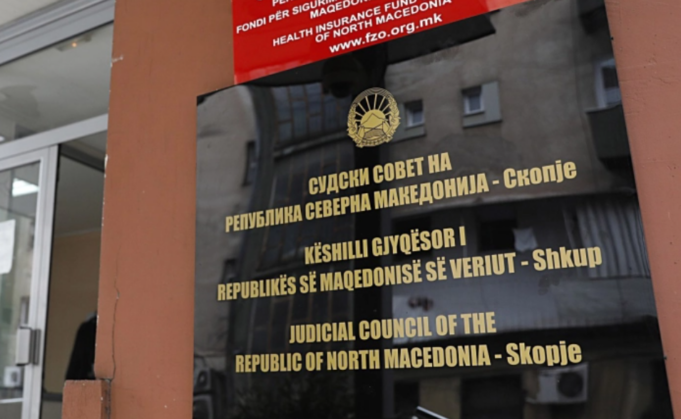 FONDI PËR SIGURIM
MAQEDON
HEALTH INSURANCE FUND
OF NORTH MACEDONIA
www.fzo.org.mk
СУДСКИ СОВЕТ НА
РЕПУБЛИКА СЕВЕРНА МАКЕДОНИЈА - Скопје
KËSHILLI GJYQËSOR I
REPUBLIKËS SË MAQEDONISË SË VERIUT - Shkup
JUDICIAL COUNCIL OF THE
REPUBLIC OF NORTH MACEDONIA - Skopje